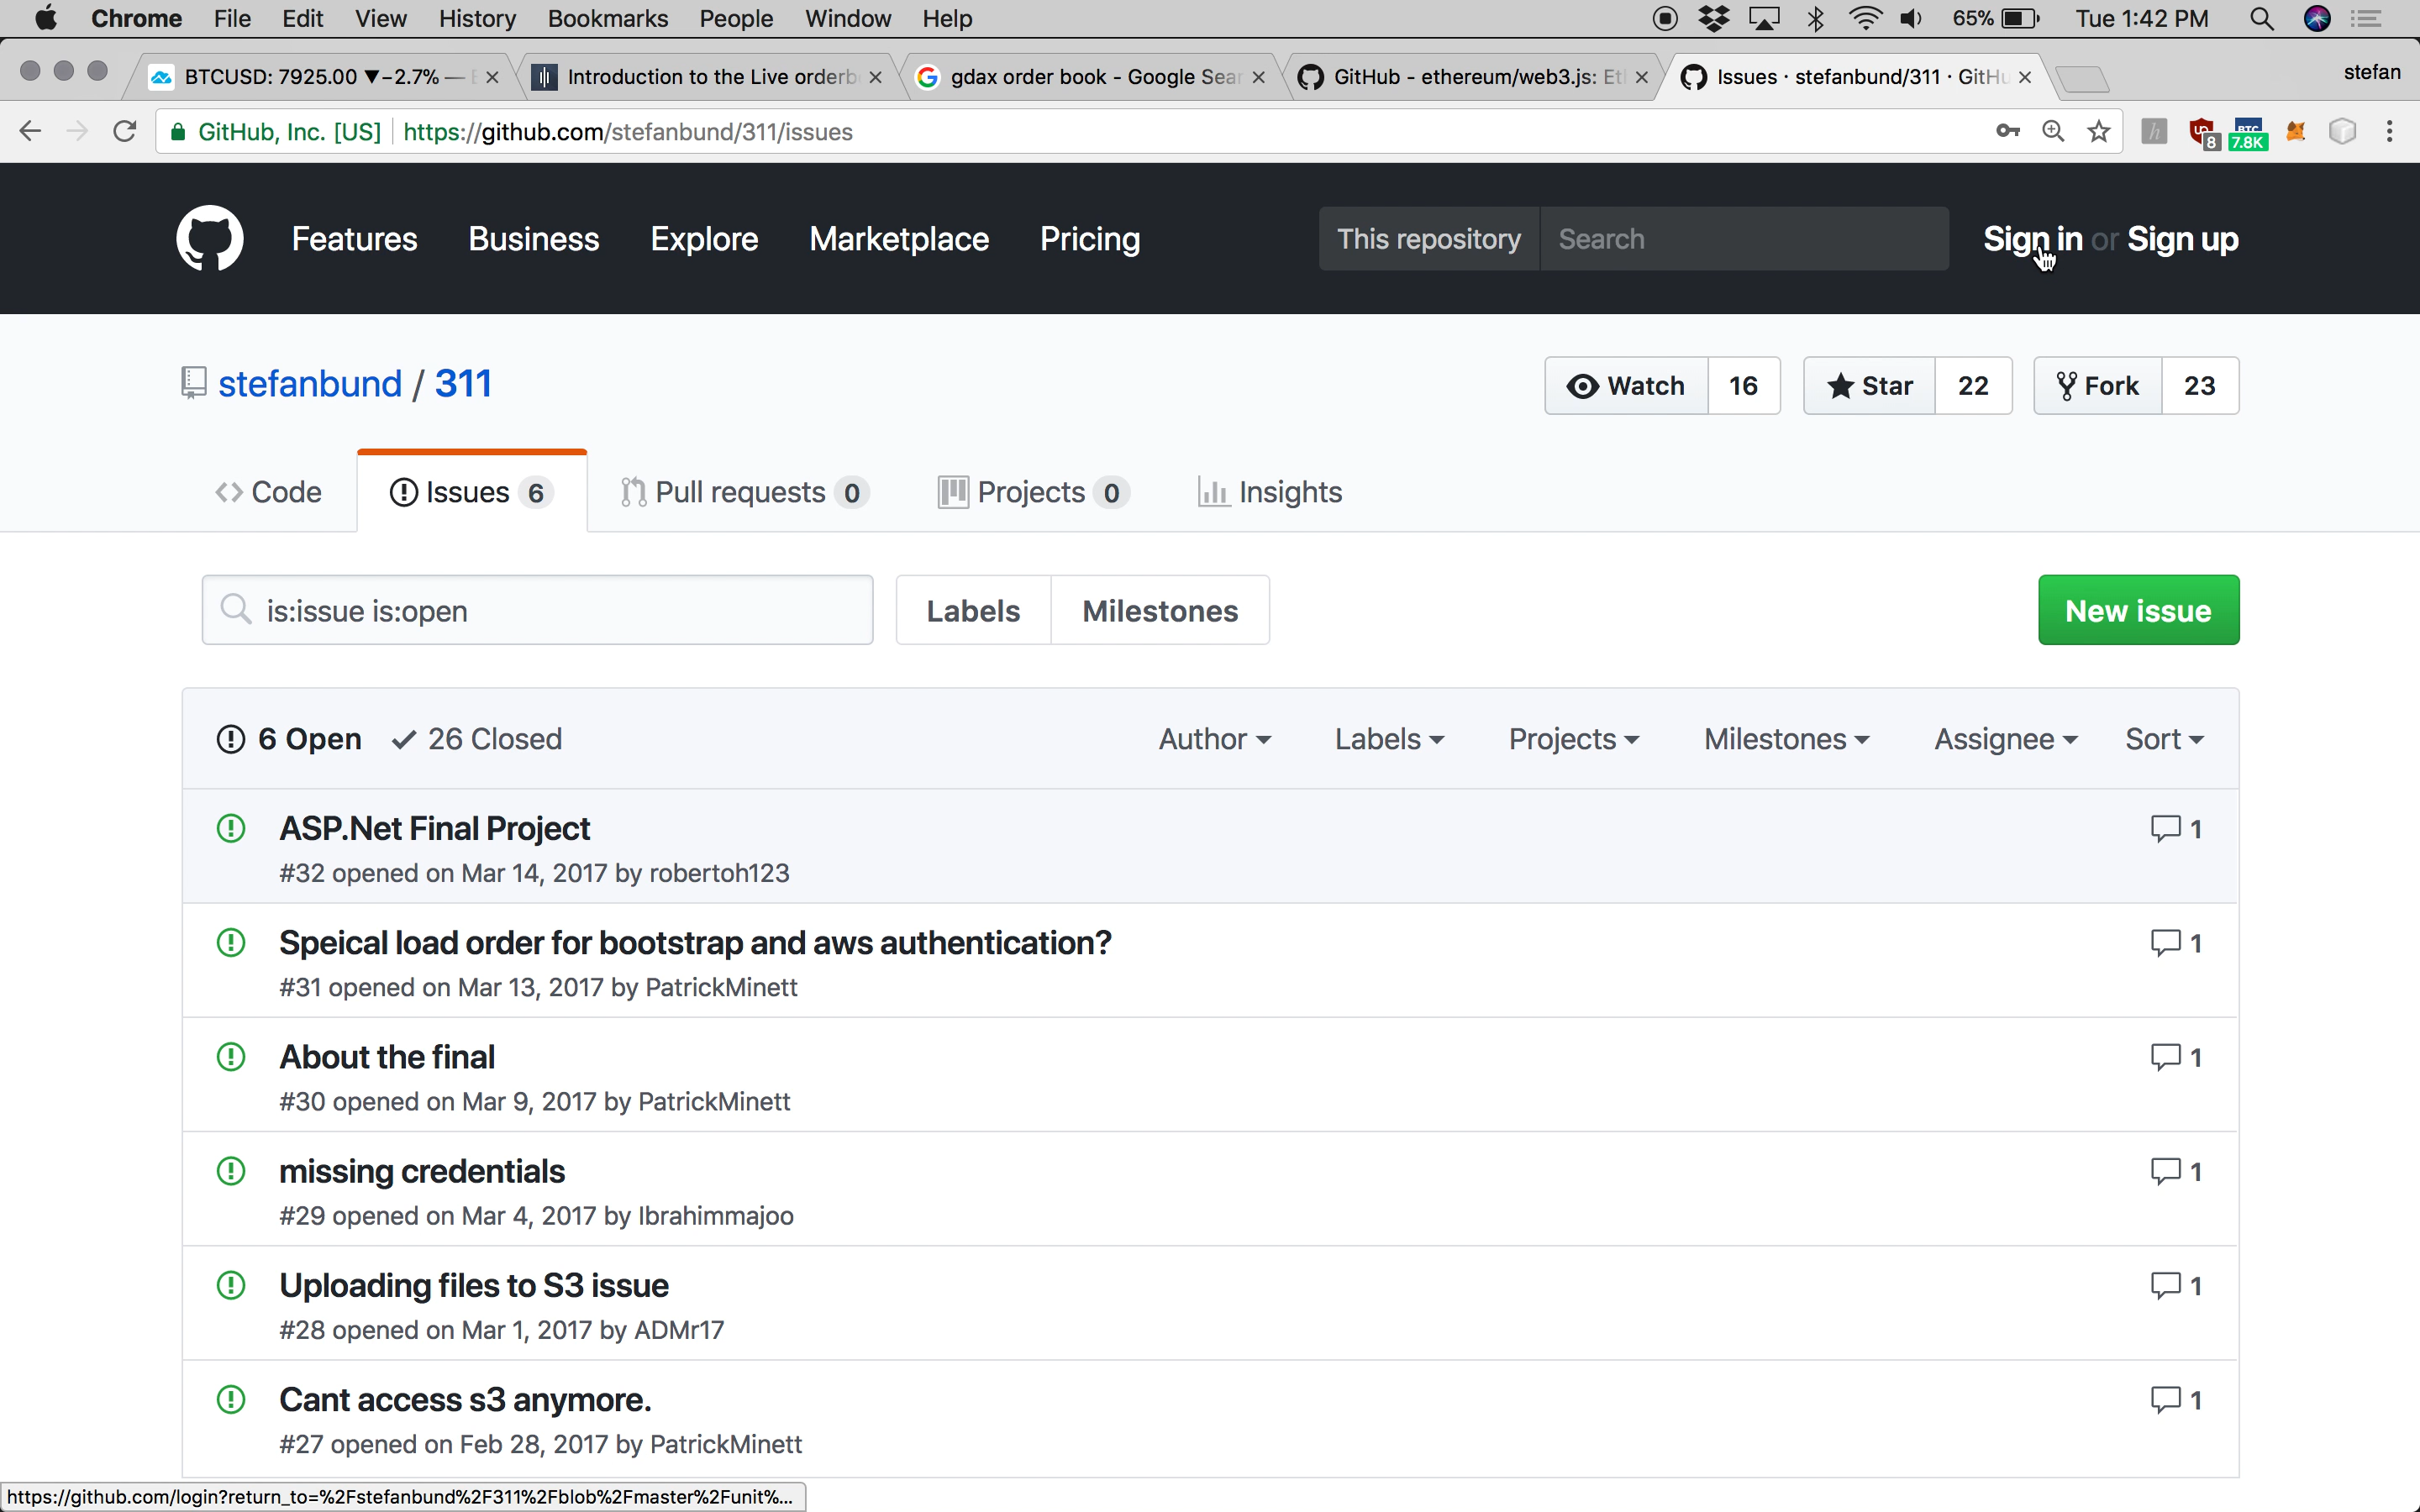 Chrome File Edit View History Bookmarks People Window Help 65% Tue 1:42 PM
BTCUSD: 7925.00 ▼−2.7% — Introduction to the Live orderb gdax order book - Google Sear GitHub - ethereum/web3.js: Et Issues · stefanbund/311 · GitHu stefan
GitHub, Inc. [US] https://github.com/stefanbund/311/issues 8 BTC 7.8K
Features Business Explore Marketplace Pricing This repository Search Sign in or Sign up
stefanbund / 311 Watch 16 Star 22 Fork 23
Code Issues 6 Pull requests 0 Projects 0 Insights
is:issue is:open Labels Milestones New issue
6 Open 26 Closed Author Labels Projects Milestones Assignee Sort
ASP.Net Final Project 1
#32 opened on Mar 14, 2017 by robertoh123
Speical load order for bootstrap and aws authentication? 1
#31 opened on Mar 13, 2017 by PatrickMinett
About the final 1
#30 opened on Mar 9, 2017 by PatrickMinett
missing credentials 1
#29 opened on Mar 4, 2017 by Ibrahimmajoo
Uploading files to S3 issue 1
#28 opened on Mar 1, 2017 by ADMr17
Cant access s3 anymore. 1
#27 opened on Feb 28, 2017 by PatrickMinett
https://github.com/login?return_to=%2Fstefanbund%2F311%2Fblob%2Fmaster%2Funit%...